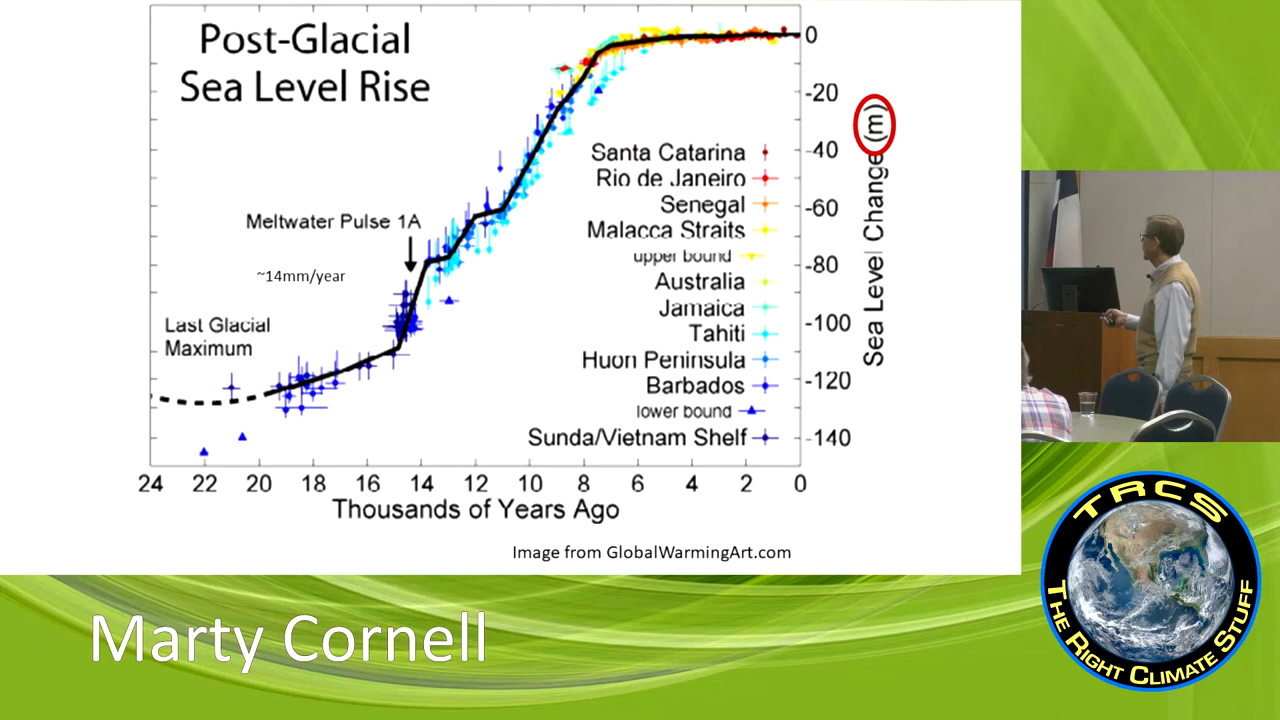 Post-Glacial
Sea Level Rise
Meltwater Pulse 1A
~14mm/year
Last Glacial
Maximum
Santa Catarina
Rio de Janeiro
Senegal
Malacca Straits
upper bound
Australia
Jamaica
Tahiti
Huon Peninsula
Barbados
lower bound
Sunda/Vietnam Shelf
0
-20
-40
-60
-80
-100
-120
-140
Sea Level Change (m)
24 22 20 18 16 14 12 10 8 6 4 2 0
Thousands of Years Ago
Image from GlobalWarmingArt.com
Marty Cornell
TRCS
THE RIGHT CLIMATE STUFF